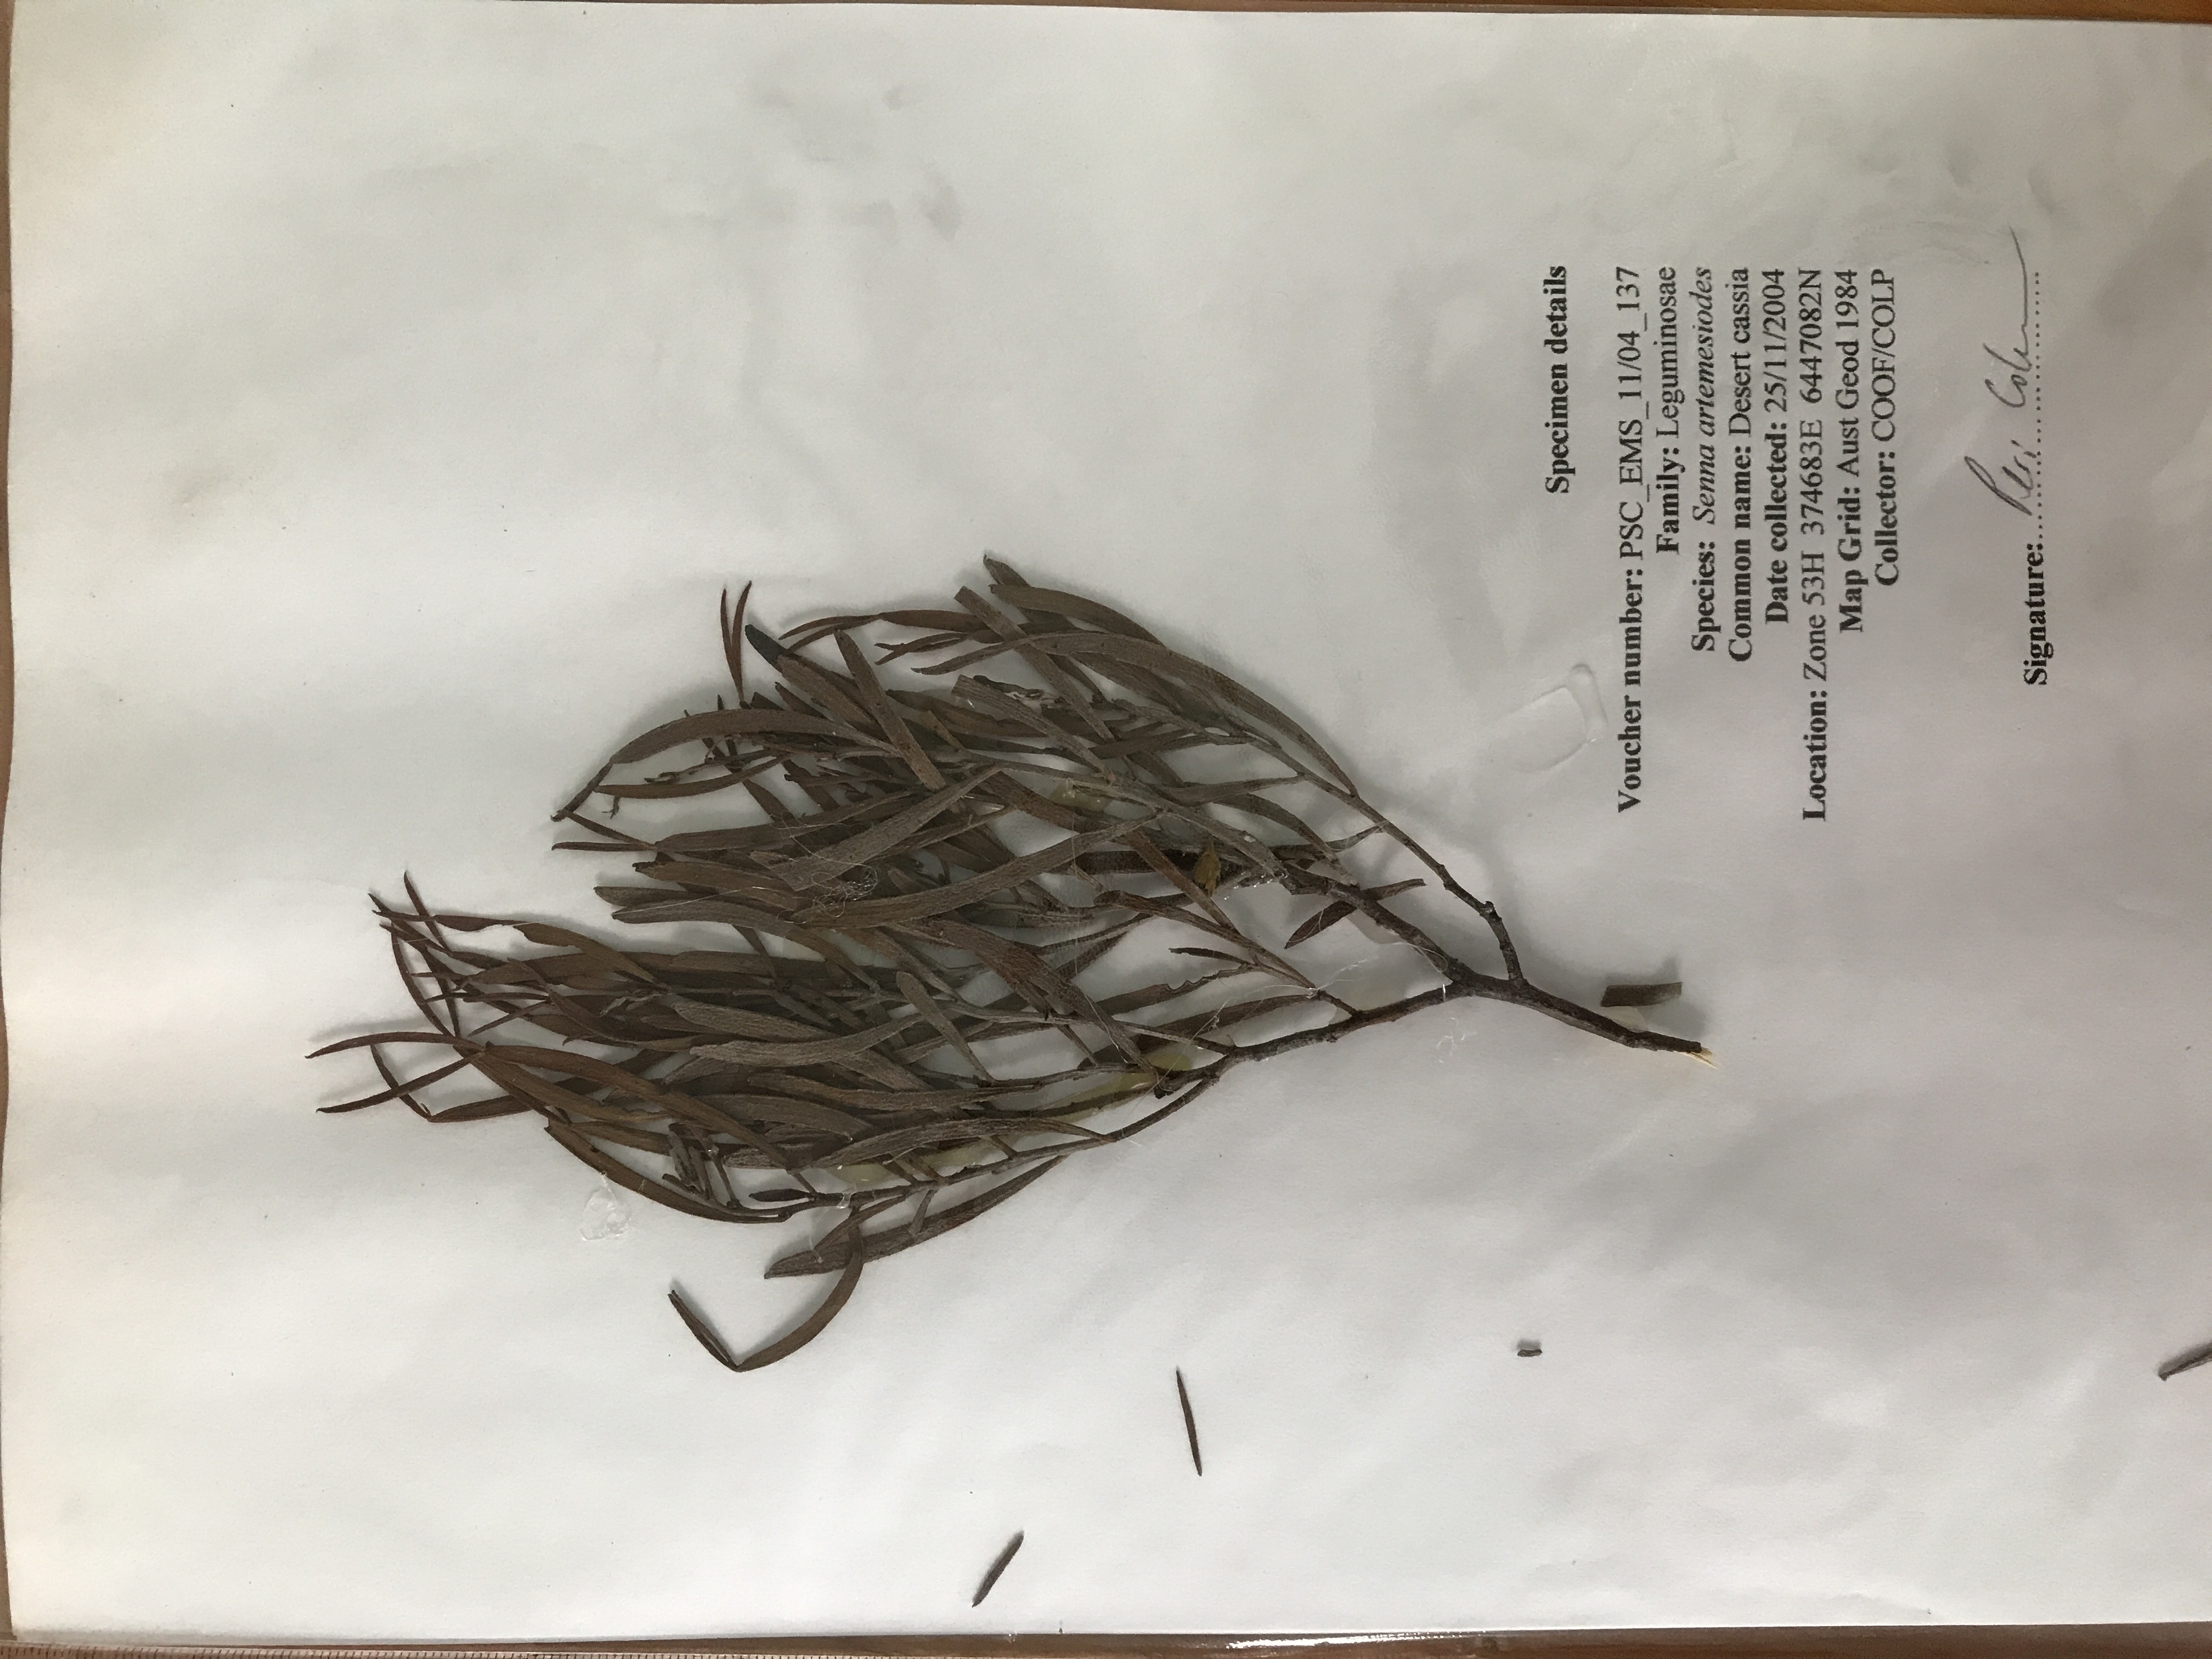 Specimen details
Voucher number: PSC_EMS_11/04_137
Family: Leguminosae
Species: Senna artemesiodes
Common name: Desert cassia
Date collected: 25/11/2004
Location: Zone 53H 374683E 6447082N
Map Grid: Aust Geod 1984
Collector: COOF/COLP
Signature: Peri